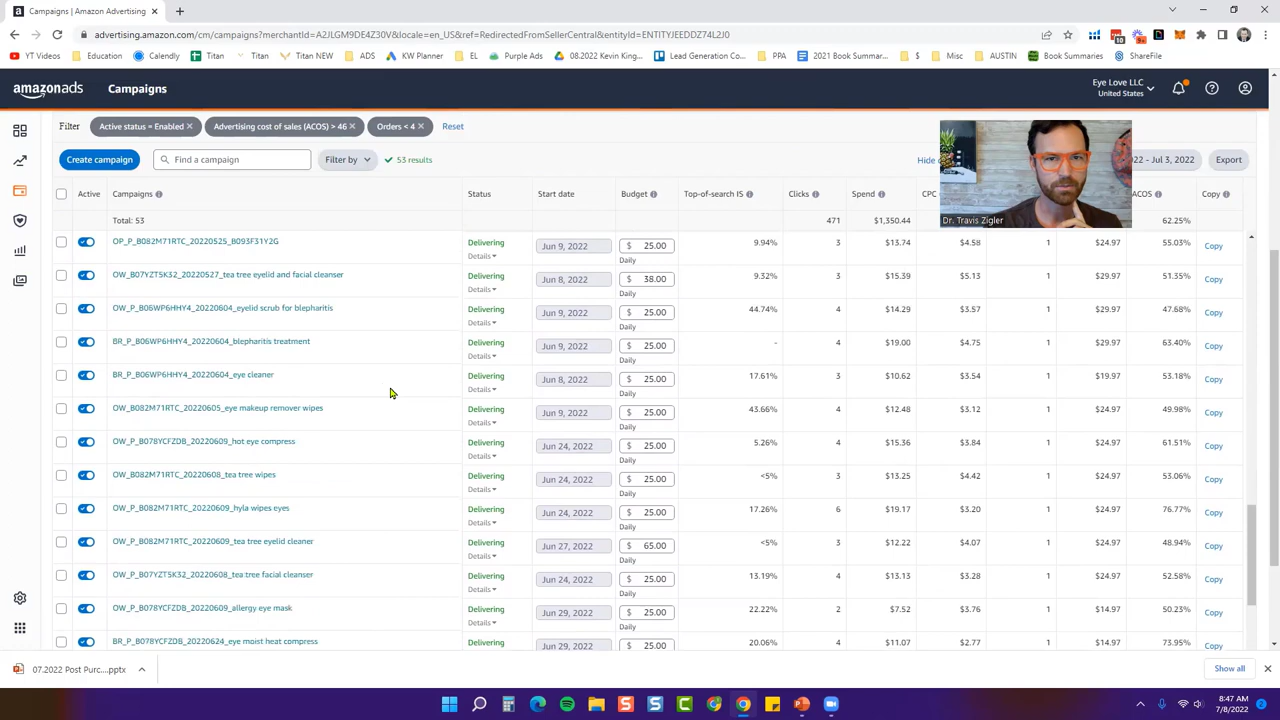 Campaigns | Amazon Advertising
advertising.amazon.com/cm/campaigns?merchantId=A2JLGM9DE4Z30V&locale=en_US&ref=RedirectedFromSellerCentral&entityId=ENTITYJEEDDZ74L2J0
YT Videos Education Calendly Titan Titan Titan NEW ADS Family EL 08.2022 Kevin King... Lead Generation Co... PPA 2021 Book Summar... $ Misc AUSTIN Book Summaries ShareFile
amazonads Campaigns Eye Love LLC
United States
Filter Active status = Enabled Advertising cost of sales (ACOS) > 46 Orders < 4 Reset
Create campaign Find a campaign Filter by 53 results Hide 2022 - Jul 3, 2022 Export
Active Campaigns Status Start date Budget Top-of-search IS Clicks Spend CPC ACOS Copy
Dr. Travis Zigler
Total: 53 471 $1,350.44 62.25%
OP_P_B082M71RTC_20220525_B093F31Y2G Delivering Jun 9, 2022 $ 25.00 9.94% 3 $13.74 $4.58 1 $24.97 55.03% Copy
Details Daily
OW_B07YZT5K32_20220527_tea tree eyelid and facial cleanser Delivering Jun 8, 2022 $ 38.00 9.32% 3 $15.39 $5.13 1 $29.97 51.35% Copy
Details Daily
OW_P_B06WP6HHY4_20220604_eyelid scrub for blepharitis Delivering Jun 9, 2022 $ 25.00 44.74% 4 $14.29 $3.57 1 $29.97 47.68% Copy
Details Daily
BR_P_B06WP6HHY4_20220604_blepharitis treatment Delivering Jun 9, 2022 $ 25.00 - 4 $19.00 $4.75 1 $29.97 63.40% Copy
Details Daily
BR_P_B06WP6HHY4_20220604_eye cleaner Delivering Jun 8, 2022 $ 25.00 17.61% 3 $10.62 $3.54 1 $19.97 53.18% Copy
Details Daily
OW_B082M71RTC_20220605_eye makeup remover wipes Delivering Jun 9, 2022 $ 25.00 43.66% 4 $12.48 $3.12 1 $24.97 49.98% Copy
Details Daily
OW_P_B078YCFZDB_20220609_hot eye compress Delivering Jun 24, 2022 $ 25.00 5.26% 4 $15.36 $3.84 1 $24.97 61.51% Copy
Details Daily
OW_P_B082M71RTC_20220608_tea tree wipes Delivering Jun 24, 2022 $ 25.00 <5% 3 $13.25 $4.42 1 $24.97 53.06% Copy
Details Daily
OW_P_B082M71RTC_20220609_hyla wipes eyes Delivering Jun 24, 2022 $ 25.00 17.26% 6 $19.17 $3.20 1 $24.97 76.77% Copy
Details Daily
OW_P_B082M71RTC_20220609_tea tree eyelid cleaner Delivering Jun 27, 2022 $ 65.00 <5% 3 $12.22 $4.07 1 $24.97 48.94% Copy
Details Daily
OW_P_B07YZT5K32_20220608_tea tree facial cleanser Delivering Jun 24, 2022 $ 25.00 13.19% 4 $13.13 $3.28 1 $24.97 52.58% Copy
Details Daily
OW_P_B078YCFZDB_20220609_allergy eye mask Delivering Jun 29, 2022 $ 25.00 22.22% 2 $7.52 $3.76 1 $14.97 50.23% Copy
Details Daily
BR_P_B078YCFZDB_20220624_eye moist heat compress Delivering Jun 29, 2022 $ 25.00 20.06% 4 $11.07 $2.77 1 $14.97 73.95% Copy
07.2022 Post Purc....pptx Show all
8:47 AM
7/8/2022